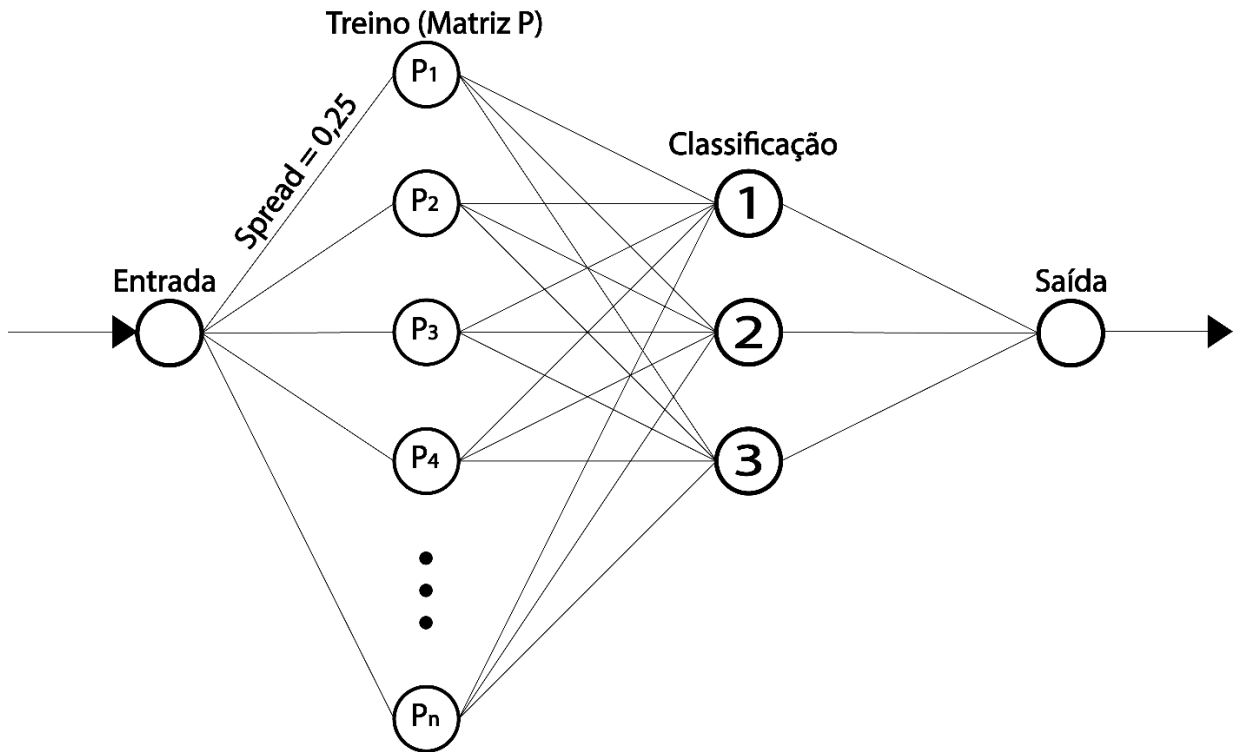 Treino (Matriz P)
P1
Spread = 0,25
Classificação
P2
1
Entrada
Saída
P3
2
P4
3
Pn